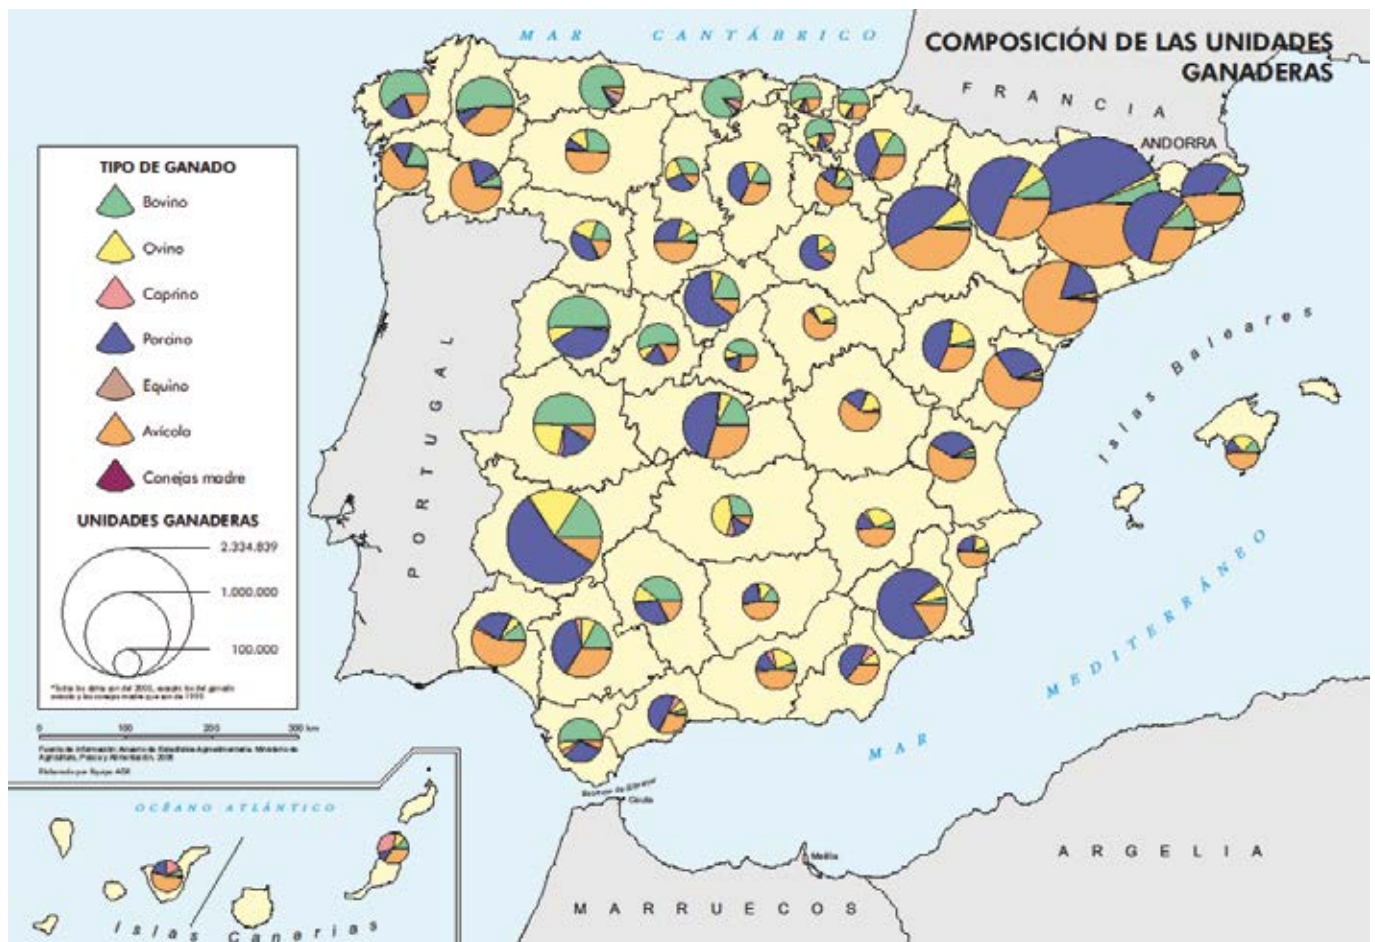 MAR CANTÁBRICO
COMPOSICIÓN DE LAS UNIDADES
GANADERAS
FRANCIA
ANDORRA
TIPO DE GANADO
Bovino
Ovino
Caprino
Porcino
Equino
Avícola
Conejas madre
UNIDADES GANADERAS
2.334.839
1.000.000
100.000
0 100 200 300 km
PORTUGAL
Islas Baleares
MAR MEDITERRÁNEO
Ceuta
Melilla
MARRUECOS
ARGELIA
OCÉANO ATLÁNTICO
Islas Canarias